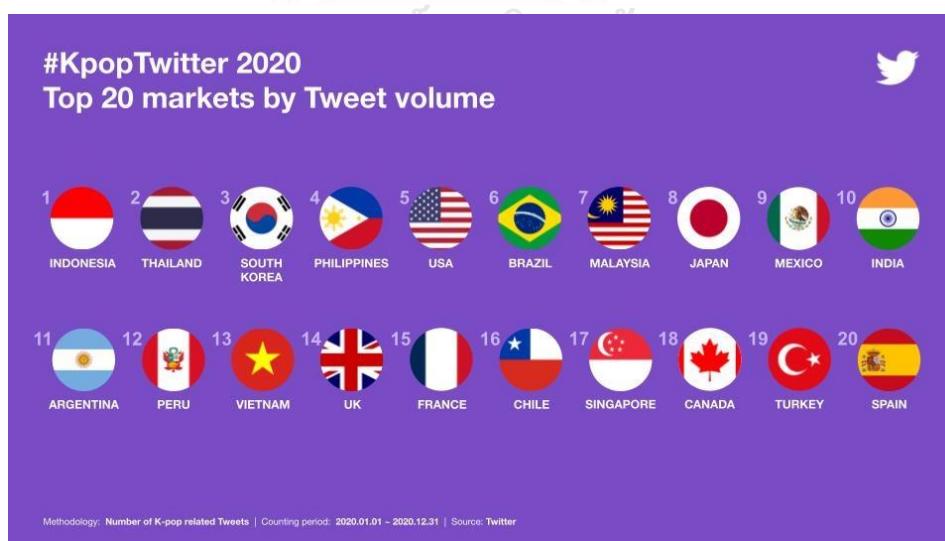 #KpopTwitter 2020
Top 20 markets by Tweet volume
1 2 3 4 5 6 7 8 9 10
INDONESIA THAILAND SOUTH KOREA PHILIPPINES USA BRAZIL MALAYSIA JAPAN MEXICO INDIA
11 12 13 14 15 16 17 18 19 20
ARGENTINA PERU VIETNAM UK FRANCE CHILE SINGAPORE CANADA TURKEY SPAIN
Methodology: Number of K-pop related Tweets | Counting period: 2020.01.01 ~ 2020.12.31 | Source: Twitter